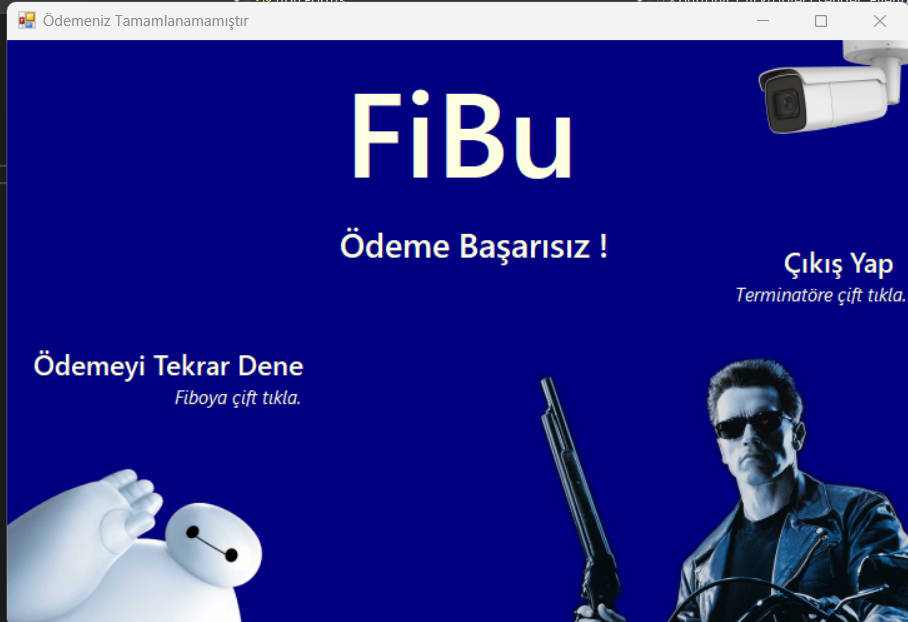 Ödemeniz Tamamlanamamıştır
FiBu
Ödeme Başarısız !
Çıkış Yap
Terminatöre çift tıkla.
Ödemeyi Tekrar Dene
Fiboya çift tıkla.